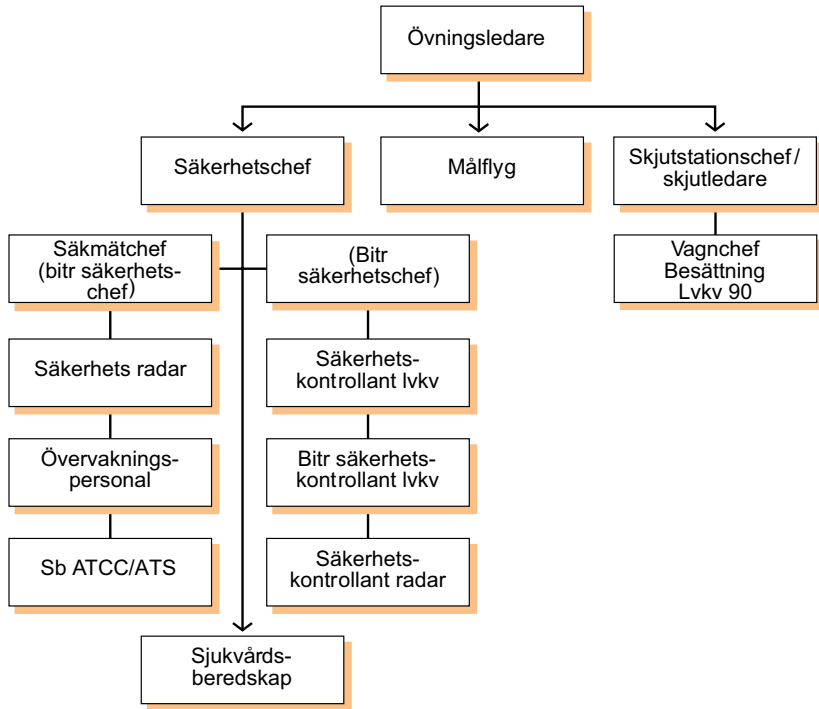 Övningsledare
Säkerhetschef
Målflyg
Skjutstationschef/
skjutledare
Säkmätchef
(bitr säkerhets-
chef)
(Bitr
säkerhetschef)
Vagnchef
Besättning
Lvkv 90
Säkerhets radar
Säkerhets-
kontrollant lvkv
Övervaknings-
personal
Bitr säkerhets-
kontrollant lvkv
Sb ATCC/ATS
Säkerhets-
kontrollant radar
Sjukvårds-
beredskap